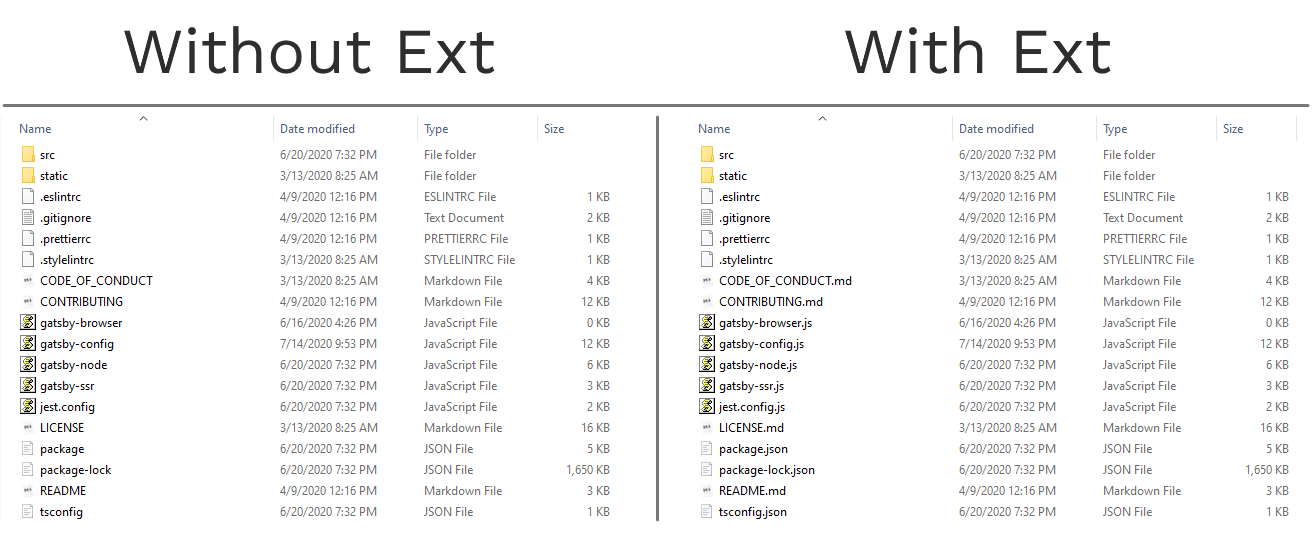 Without Ext
With Ext
Name Date modified Type Size
src 6/20/2020 7:32 PM File folder
static 3/13/2020 8:25 AM File folder
.eslintrc 4/9/2020 12:16 PM ESLINTRC File 1 KB
.gitignore 4/9/2020 12:16 PM Text Document 2 KB
.prettierrc 4/9/2020 12:16 PM PRETTIERRC File 1 KB
.stylelintrc 3/13/2020 8:25 AM STYLELINTRC File 1 KB
CODE_OF_CONDUCT 3/13/2020 8:25 AM Markdown File 4 KB
CONTRIBUTING 4/9/2020 12:16 PM Markdown File 12 KB
gatsby-browser 6/16/2020 4:26 PM JavaScript File 0 KB
gatsby-config 7/14/2020 9:53 PM JavaScript File 12 KB
gatsby-node 6/20/2020 7:32 PM JavaScript File 6 KB
gatsby-ssr 6/20/2020 7:32 PM JavaScript File 3 KB
jest.config 6/20/2020 7:32 PM JavaScript File 2 KB
LICENSE 3/13/2020 8:25 AM Markdown File 16 KB
package 6/20/2020 7:32 PM JSON File 5 KB
package-lock 6/20/2020 7:32 PM JSON File 1,650 KB
README 4/9/2020 12:16 PM Markdown File 3 KB
tsconfig 6/20/2020 7:32 PM JSON File 1 KB
Name Date modified Type Size
src 6/20/2020 7:32 PM File folder
static 3/13/2020 8:25 AM File folder
.eslintrc 4/9/2020 12:16 PM ESLINTRC File 1 KB
.gitignore 4/9/2020 12:16 PM Text Document 2 KB
.prettierrc 4/9/2020 12:16 PM PRETTIERRC File 1 KB
.stylelintrc 3/13/2020 8:25 AM STYLELINTRC File 1 KB
CODE_OF_CONDUCT.md 3/13/2020 8:25 AM Markdown File 4 KB
CONTRIBUTING.md 4/9/2020 12:16 PM Markdown File 12 KB
gatsby-browser.js 6/16/2020 4:26 PM JavaScript File 0 KB
gatsby-config.js 7/14/2020 9:53 PM JavaScript File 12 KB
gatsby-node.js 6/20/2020 7:32 PM JavaScript File 6 KB
gatsby-ssr.js 6/20/2020 7:32 PM JavaScript File 3 KB
jest.config.js 6/20/2020 7:32 PM JavaScript File 2 KB
LICENSE.md 3/13/2020 8:25 AM Markdown File 16 KB
package.json 6/20/2020 7:32 PM JSON File 5 KB
package-lock.json 6/20/2020 7:32 PM JSON File 1,650 KB
README.md 4/9/2020 12:16 PM Markdown File 3 KB
tsconfig.json 6/20/2020 7:32 PM JSON File 1 KB